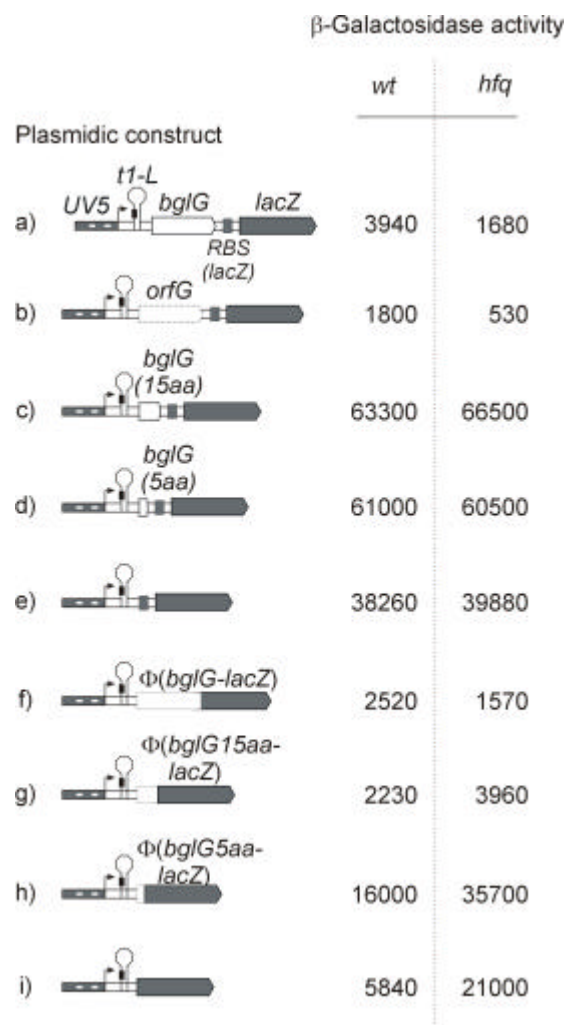 β-Galactosidase activity
wt hfq
Plasmidic construct
t1-L
UV5 bglG lacZ
a) 3940 1680
RBS
(lacZ)
orfG
b) 1800 530
bglG
(15aa)
c) 63300 66500
bglG
(5aa)
d) 61000 60500
e) 38260 39880
Φ(bglG-lacZ)
f) 2520 1570
Φ(bglG15aa-
lacZ)
g) 2230 3960
Φ(bglG5aa-
lacZ)
h) 16000 35700
i) 5840 21000